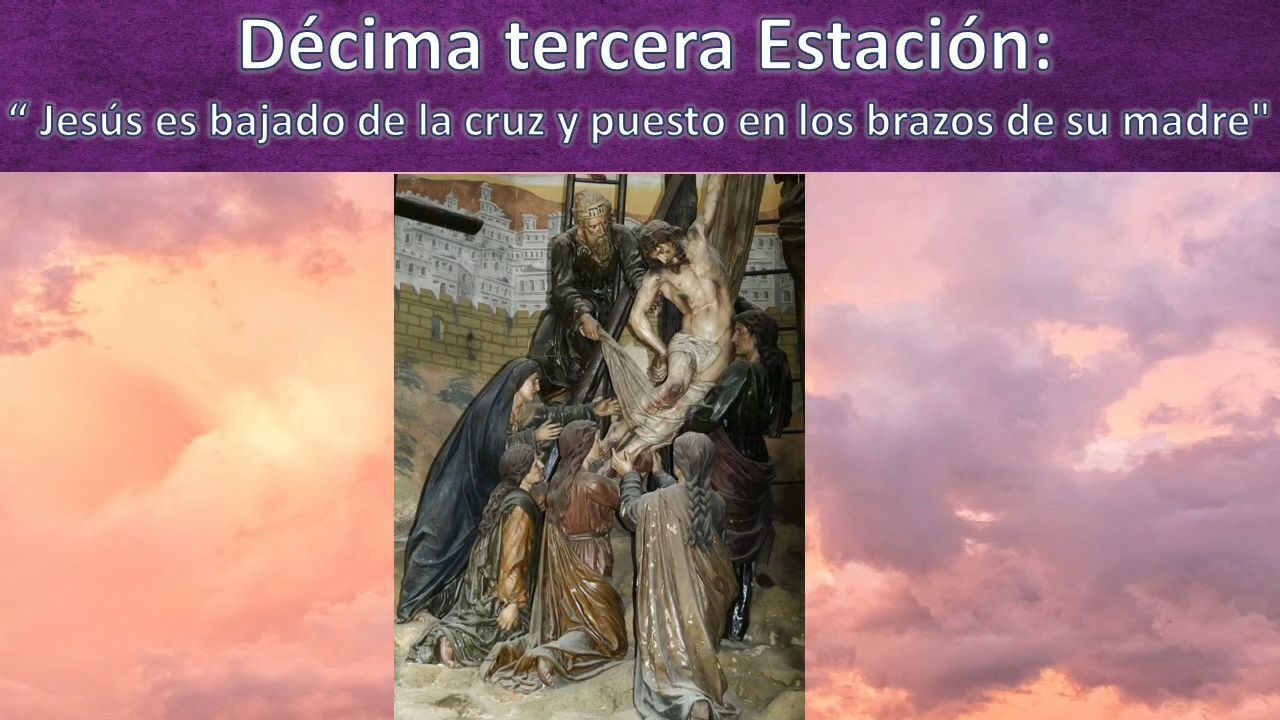 Décima tercera Estación:
“ Jesús es bajado de la cruz y puesto en los brazos de su madre"